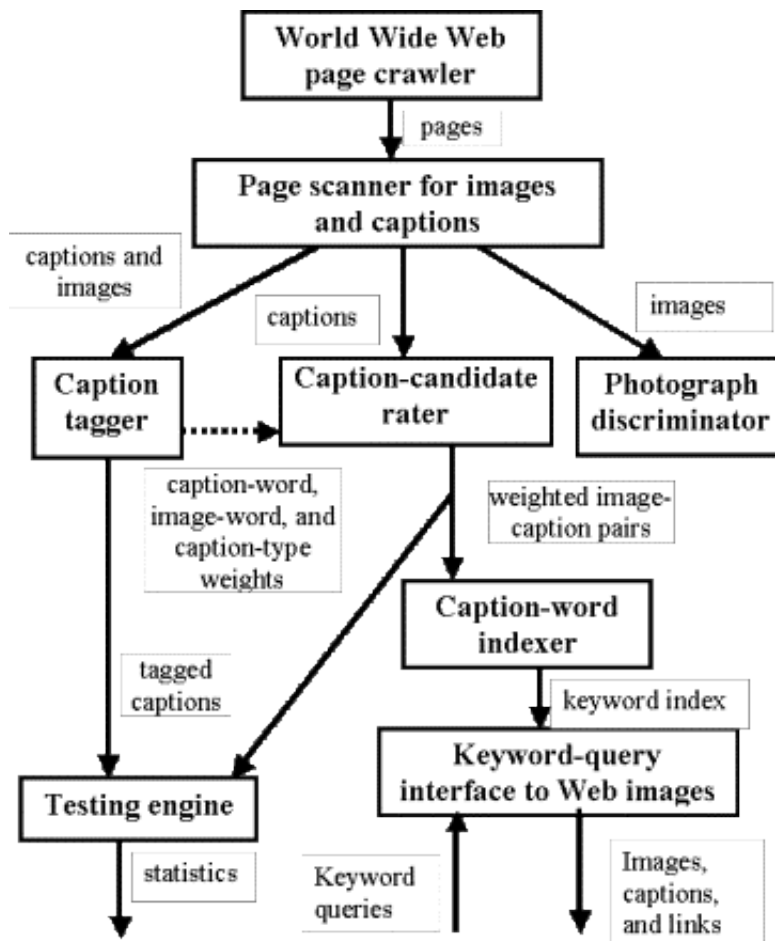 World Wide Web
page crawler
pages
Page scanner for images
and captions
captions and
images
captions
images
Caption
tagger
Caption-candidate
rater
Photograph
discriminator
caption-word,
image-word, and
caption-type
weights
weighted image-
caption pairs
Caption-word
indexer
tagged
captions
keyword index
Testing engine
Keyword-query
interface to Web images
statistics
Keyword
queries
Images,
captions,
and links